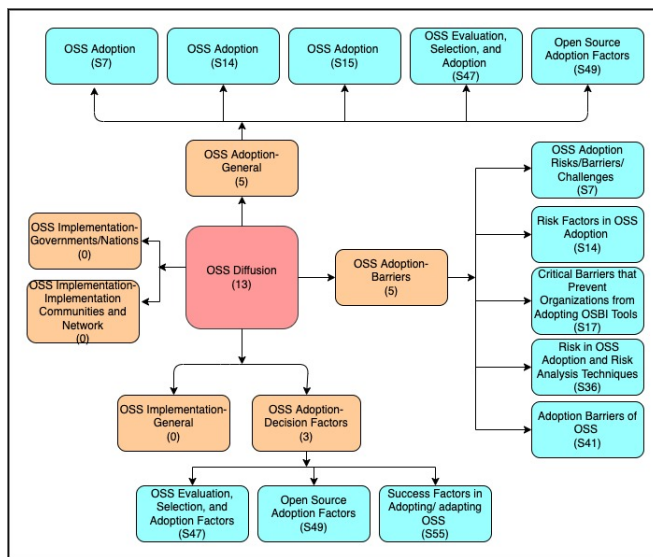 OSS Adoption
(S7)
OSS Adoption
(S14)
OSS Adoption
(S15)
OSS Evaluation,
Selection, and
Adoption
(S47)
Open Source
Adoption Factors
(S49)
OSS Adoption-
General
(5)
OSS Implementation-
Governments/Nations
(0)
OSS Implementation-
Implementation
Communities and
Network
(0)
OSS Diffusion
(13)
OSS Adoption-
Barriers
(5)
OSS Adoption
Risks/Barriers/
Challenges
(S7)
Risk Factors in OSS
Adoption
(S14)
Critical Barriers that
Prevent
Organizations from
Adopting OSBI Tools
(S17)
Risk in OSS
Adoption and Risk
Analysis Techniques
(S36)
Adoption Barriers of
OSS
(S41)
OSS Implementation-
General
(0)
OSS Adoption-
Decision Factors
(3)
OSS Evaluation,
Selection, and
Adoption Factors
(S47)
Open Source
Adoption Factors
(S49)
Success Factors in
Adopting/ adapting
OSS
(S55)